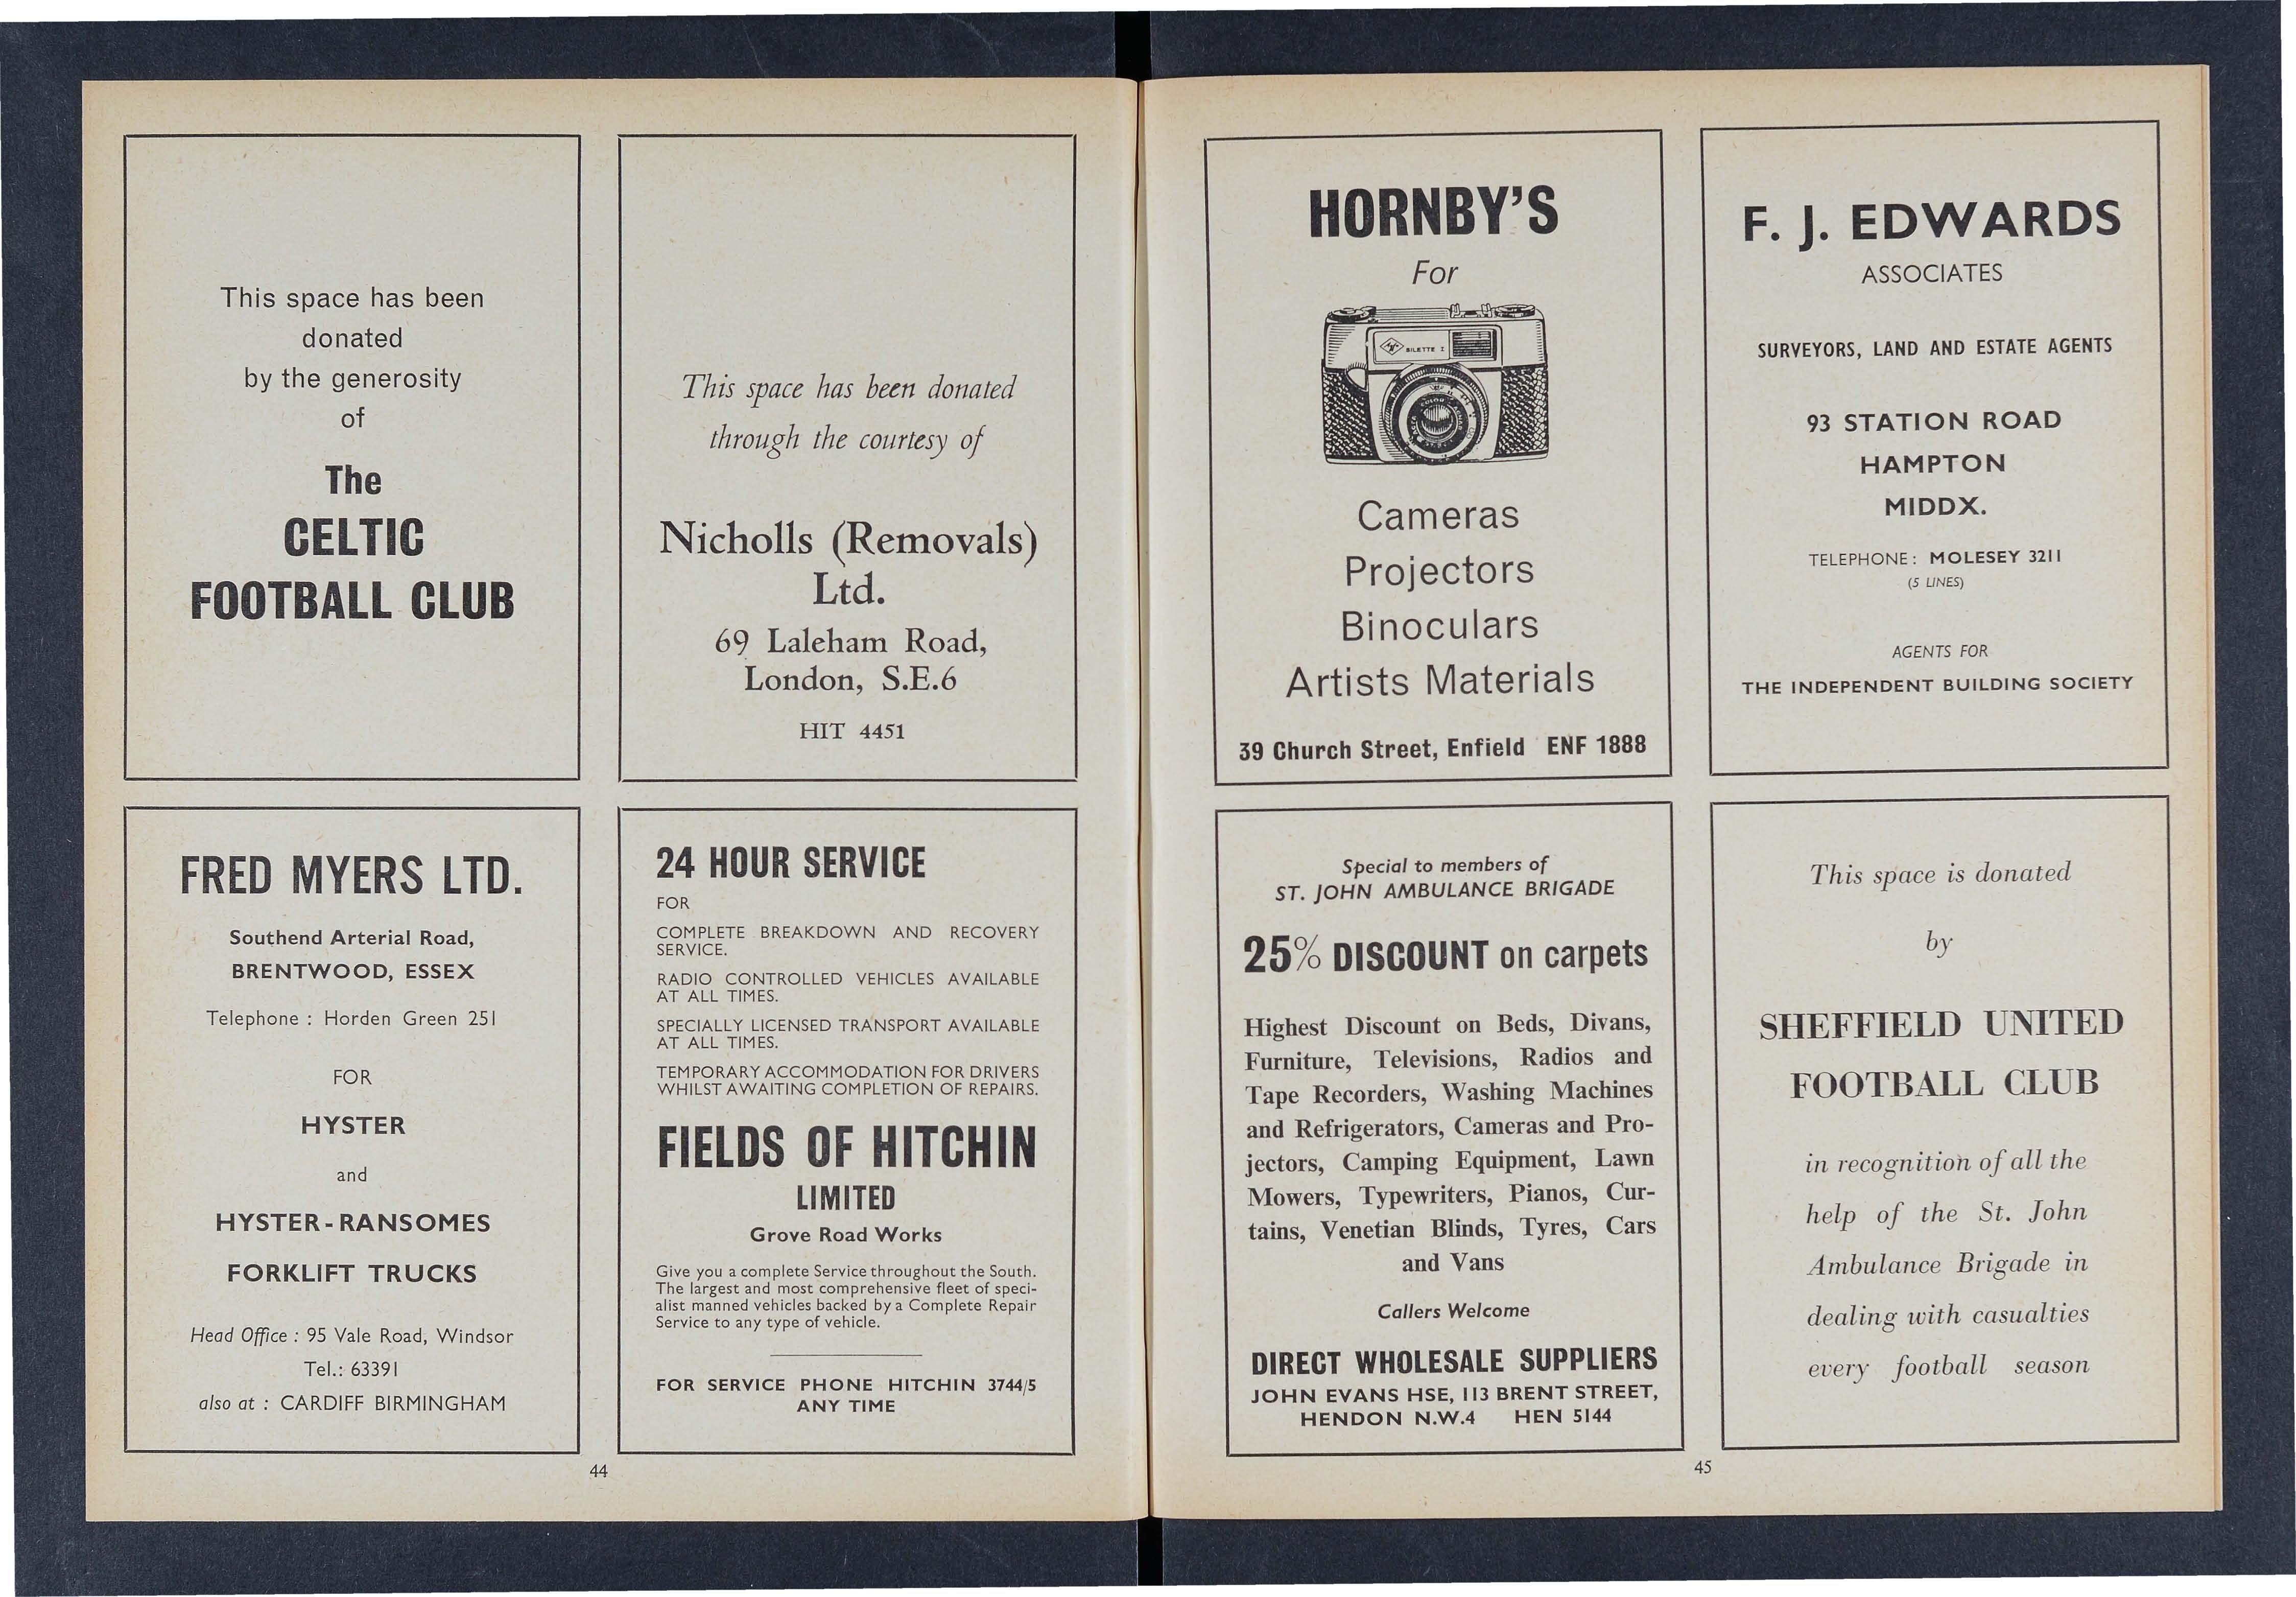 This space has been
donated
by the generosity
of
The
CELTIC
FOOTBALL CLUB
This space has been donated
through the courtesy of
Nicholls (Removals)
Ltd.
69 Laleham Road,
London, S.E.6
HIT 4451
FRED MYERS LTD.
Southend Arterial Road,
BRENTWOOD, ESSEX
Telephone : Horden Green 251
FOR
HYSTER
and
HYSTER-RANSOMES
FORKLIFT TRUCKS
Head Office : 95 Vale Road, Windsor
Tel.: 63391
also at : CARDIFF BIRMINGHAM
24 HOUR SERVICE
FOR
COMPLETE BREAKDOWN AND RECOVERY
SERVICE.
RADIO CONTROLLED VEHICLES AVAILABLE
AT ALL TIMES.
SPECIALLY LICENSED TRANSPORT AVAILABLE
AT ALL TIMES.
TEMPORARY ACCOMMODATION FOR DRIVERS
WHILST AWAITING COMPLETION OF REPAIRS.
FIELDS OF HITCHIN
LIMITED
Grove Road Works
Give you a complete Service throughout the South.
The largest and most comprehensive fleet of speci-
alist manned vehicles backed by a Complete Repair
Service to any type of vehicle.
FOR SERVICE PHONE HITCHIN 3744/5
ANY TIME
44
HORNBY'S
For
SILETTE I
Cameras
Projectors
Binoculars
Artists Materials
39 Church Street, Enfield ENF 1888
F. J. EDWARDS
ASSOCIATES
SURVEYORS, LAND AND ESTATE AGENTS
93 STATION ROAD
HAMPTON
MIDDX.
TELEPHONE : MOLESEY 3211
(5 LINES)
AGENTS FOR
THE INDEPENDENT BUILDING SOCIETY
Special to members of
ST. JOHN AMBULANCE BRIGADE
25% DISCOUNT on carpets
Highest Discount on Beds, Divans,
Furniture, Televisions, Radios and
Tape Recorders, Washing Machines
and Refrigerators, Cameras and Pro-
jectors, Camping Equipment, Lawn
Mowers, Typewriters, Pianos, Cur-
tains, Venetian Blinds, Tyres, Cars
and Vans
Callers Welcome
DIRECT WHOLESALE SUPPLIERS
JOHN EVANS HSE, 113 BRENT STREET,
HENDON N.W.4 HEN 5144
This space is donated
by
SHEFFIELD UNITED
FOOTBALL CLUB
in recognition of all the
help of the St. John
Ambulance Brigade in
dealing with casualties
every football season
45